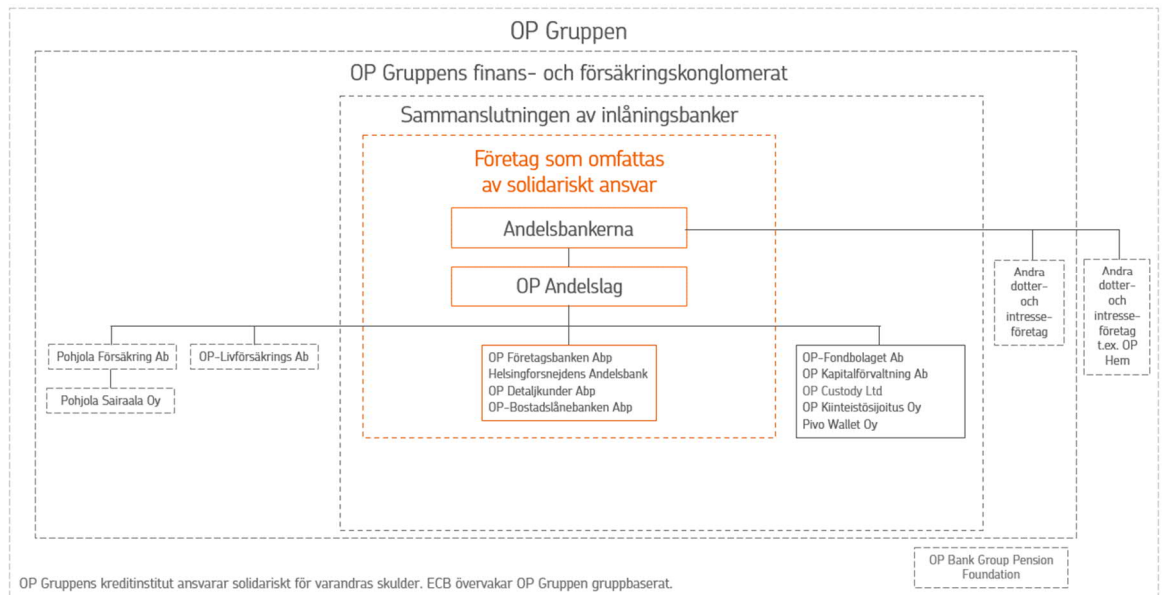 OP Gruppen
OP Gruppens finans- och försäkringskonglomerat
Sammanslutningen av inlåningsbanker
Företag som omfattas
av solidariskt ansvar
Andelsbankerna
OP Andelslag
Andra
dotter-
och
intresse-
företag
Andra
dotter-
och
intresse-
företag
t.ex. OP
Hem
Pohjola Försäkring Ab
Pohjola Sairaala Oy
OP-Livförsäkrings Ab
OP Företagsbanken Abp
Helsingforsnejdens Andelsbank
OP Detaljkunder Abp
OP-Bostadslånebanken Abp
OP-Fondbolaget Ab
OP Kapitalförvaltning Ab
OP Custody Ltd
OP Kiinteistösijoitus Oy
Pivo Wallet Oy
OP Bank Group Pension
Foundation
OP Gruppens kreditinstitut ansvarar solidariskt för varandras skulder. ECB övervakar OP Gruppen gruppbaserat.